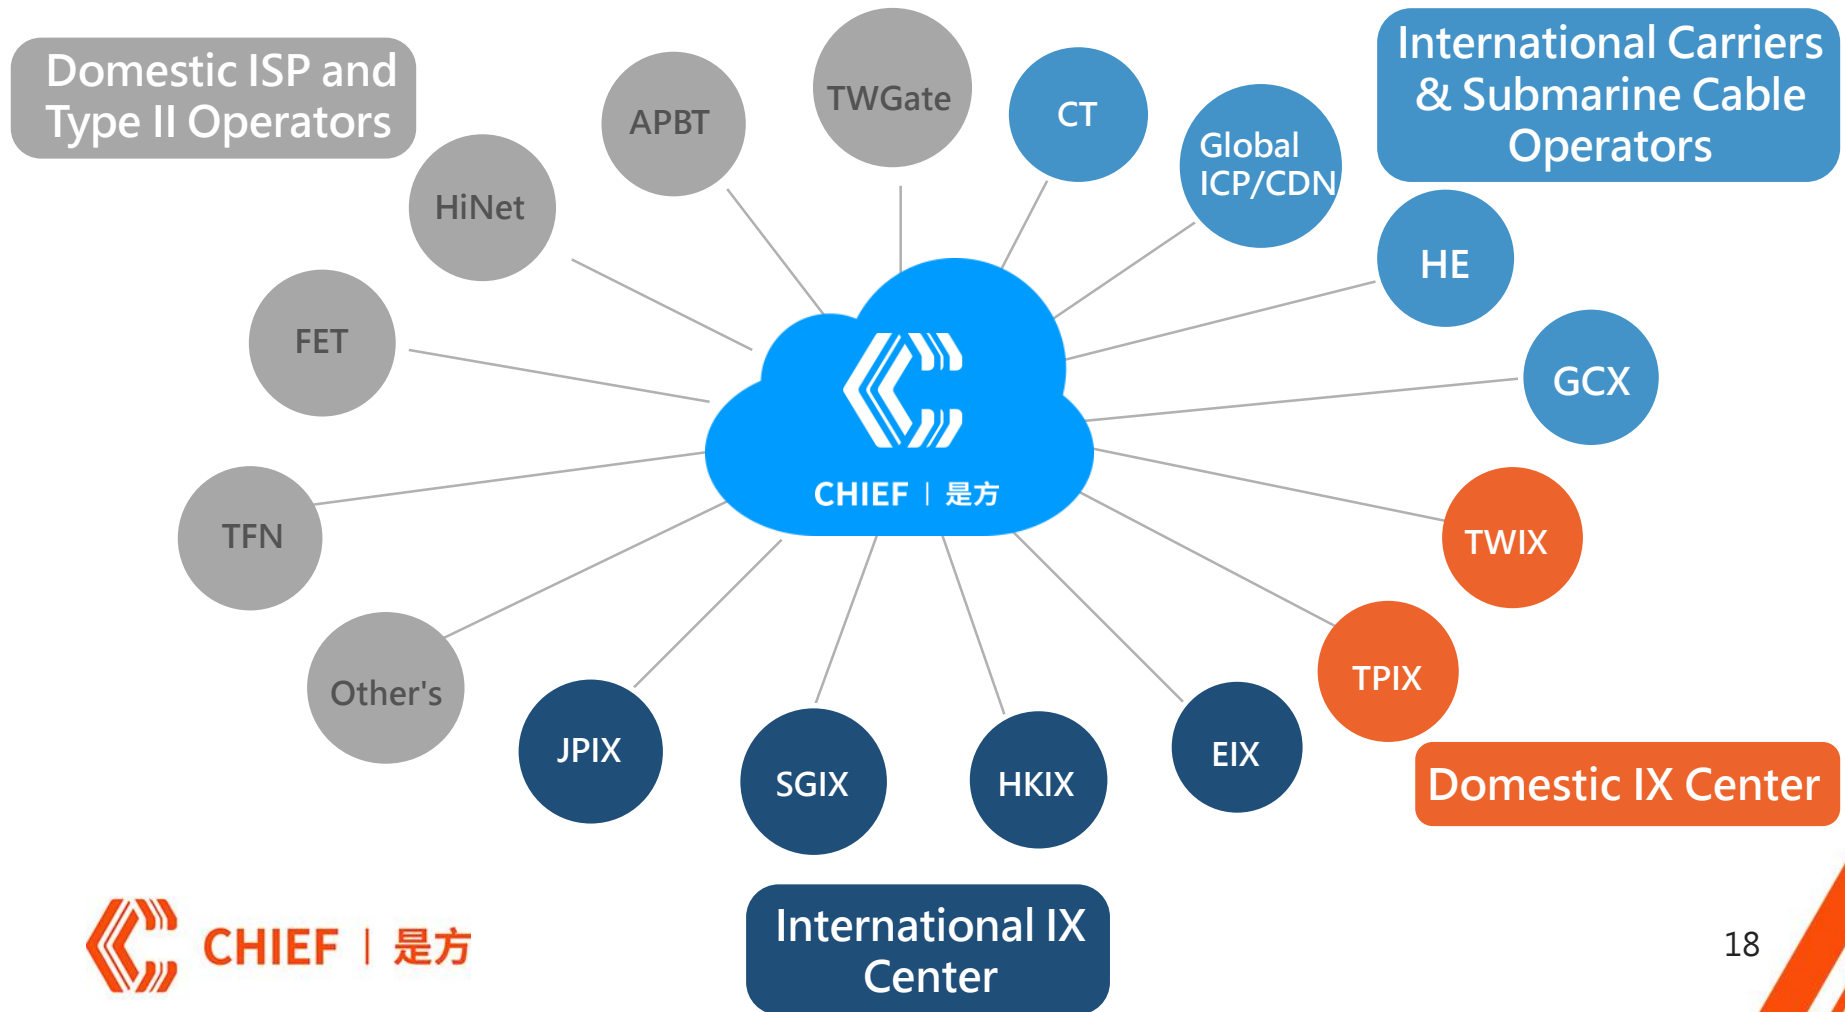 Domestic ISP and
Type II Operators
International Carriers
& Submarine Cable
Operators
TWGate
CT
APBT
Global
ICP/CDN
HiNet
HE
FET
GCX
CHIEF | 是方
TFN
TWIX
Other's
TPIX
JPIX
SGIX
HKIX
EIX
Domestic IX Center
International IX
Center
CHIEF | 是方
18